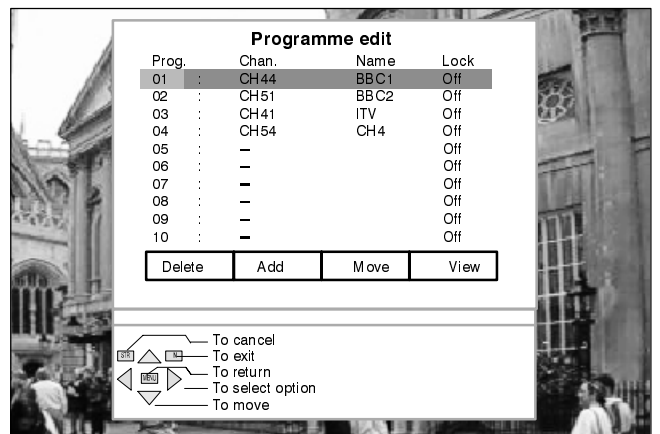 Programme edit
Prog. Chan. Name Lock
01 : CH44 BBC1 Off
02 : CH51 BBC2 Off
03 : CH41 ITV Off
04 : CH54 CH4 Off
05 : – Off
06 : – Off
07 : – Off
08 : – Off
09 : – Off
10 : – Off
Delete Add Move View
To cancel
STR N To exit
MENU To return
To select option
To move